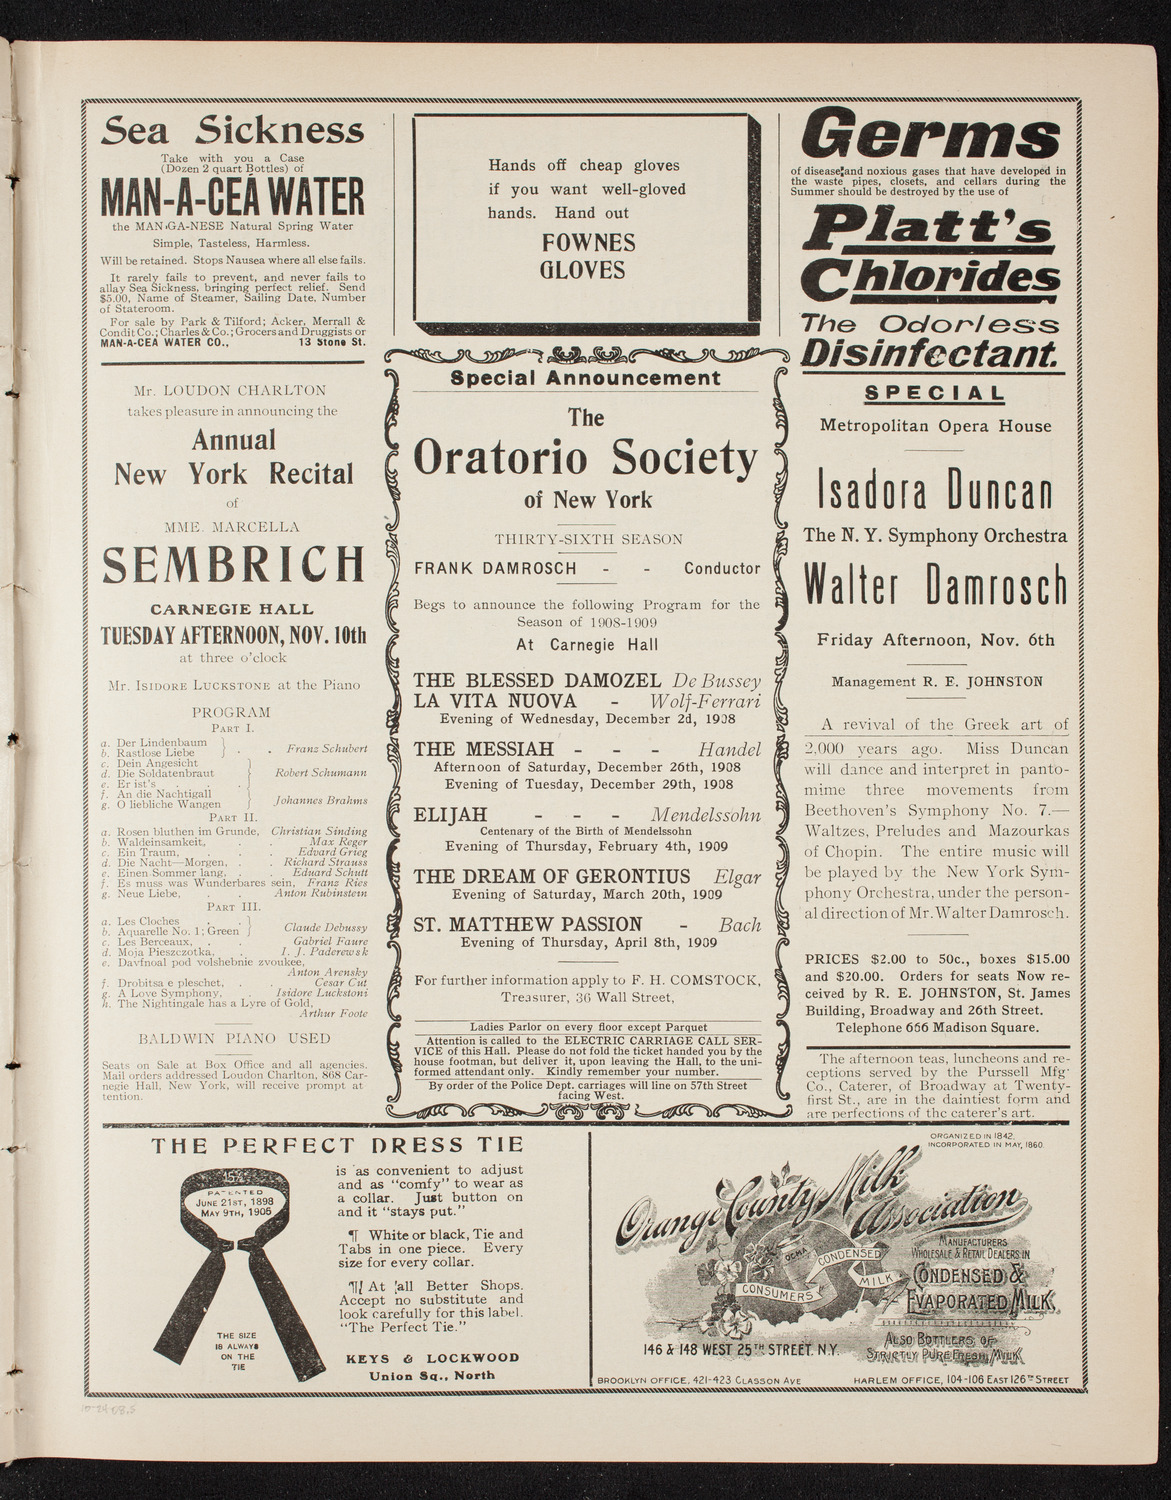 Sea Sickness
Take with you a Case
(Dozen 2 quart Bottles) of
MAN-A-CEA WATER
the MAN-GA-NESE Natural Spring Water
Simple, Tasteless, Harmless.
Will be retained. Stops Nausea where all else fails.
It rarely fails to prevent, and never fails to
allay Sea Sickness, bringing perfect relief. Send
$5.00, Name of Steamer, Sailing Date, Number
of Stateroom.
For sale by Park & Tilford; Acker, Merrall &
Condit Co.; Charles & Co.; Grocers and Druggists or
MAN-A-CEA WATER CO., 13 Stone St.
Mr. LOUDON CHARLTON
takes pleasure in announcing the
Annual
New York Recital
of
MME. MARCELLA
SEMBRICH
CARNEGIE HALL
TUESDAY AFTERNOON, NOV. 10th
at three o'clock
Mr. ISIDORE LUCKSTONE at the Piano
PROGRAM
PART I.
a. Der Lindenbaum
b. Rastlose Liebe - - Franz Schubert
c. Dein Angesicht
d. Die Soldatenbraut Robert Schumann
e. Er ist's . . .
f. An die Nachtigall
g. O liebliche Wangen Johannes Brahms
PART II.
a. Rosen bluthen im Grunde, Christian Sinding
b. Waldeinsamkeit, . . Max Reger
c. Ein Traum, . . . Edvard Grieg
d. Die Nacht—Morgen, . . Richard Strauss
e. Einen Sommer lang, . . Eduard Schutt
f. Es muss was Wunderbares sein, Franz Ries
g. Neue Liebe, . . Anton Rubinstein
PART III.
a. Les Cloches . .
b. Aquarelle No. 1; Green Claude Debussy
c. Les Berceaux, . . Gabriel Faure
d. Moja Pieszczotka, . I. J. Paderewsk
e. Davfnoal pod volshebnie zvoukee,
Anton Arensky
f. Drobitsa e pleschet, . Cesar Cut
g. A Love Symphony, . Isidore Luckstoni
h. The Nightingale has a Lyre of Gold,
Arthur Foote
BALDWIN PIANO USED
Seats on Sale at Box Office and all agencies.
Mail orders addressed Loudon Charlton, 868 Car-
negie Hall, New York, will receive prompt at
tention.
Hands off cheap gloves
if you want well-gloved
hands. Hand out
FOWNES
GLOVES
Special Announcement
The
Oratorio Society
of New York
THIRTY-SIXTH SEASON
FRANK DAMROSCH - - Conductor
Begs to announce the following Program for the
Season of 1908-1909
At Carnegie Hall
THE BLESSED DAMOZEL De Bussey
LA VITA NUOVA - Wolf-Ferrari
Evening of Wednesday, December 2d, 1908
THE MESSIAH - - - Handel
Afternoon of Saturday, December 26th, 1908
Evening of Tuesday, December 29th, 1908
ELIJAH - - - Mendelssohn
Centenary of the Birth of Mendelssohn
Evening of Thursday, February 4th, 1909
THE DREAM OF GERONTIUS Elgar
Evening of Saturday, March 20th, 1909
ST. MATTHEW PASSION - Bach
Evening of Thursday, April 8th, 1909
For further information apply to F. H. COMSTOCK,
Treasurer, 36 Wall Street,
Ladies Parlor on every floor except Parquet
Attention is called to the ELECTRIC CARRIAGE CALL SER-
VICE of this Hall. Please do not fold the ticket handed you by the
house footman, but deliver it, upon leaving the Hall, to the uni-
formed attendant only. Kindly remember your number.
By order of the Police Dept. carriages will line on 57th Street
facing West.
Germs
of disease and noxious gases that have developed in
the waste pipes, closets, and cellars during the
Summer should be destroyed by the use of
Platt's
Chlorides
The Odorless
Disinfectant.
SPECIAL
Metropolitan Opera House
Isadora Duncan
The N. Y. Symphony Orchestra
Walter Damrosch
Friday Afternoon, Nov. 6th
Management R. E. JOHNSTON
A revival of the Greek art of
2,000 years ago. Miss Duncan
will dance and interpret in panto-
mime three movements from
Beethoven's Symphony No. 7.—
Waltzes, Preludes and Mazourkas
of Chopin. The entire music will
be played by the New York Sym-
phony Orchestra, under the person-
al direction of Mr. Walter Damrosch.
PRICES $2.00 to 50c., boxes $15.00
and $20.00. Orders for seats Now re-
ceived by R. E. JOHNSTON, St. James
Building, Broadway and 26th Street.
Telephone 666 Madison Square.
The afternoon teas, luncheons and re-
ceptions served by the Purssell Mfg
Co., Caterer, of Broadway at Twenty-
first St., are in the daintiest form and
are perfections of the caterer's art.
THE PERFECT DRESS TIE
15½
PATENTED
JUNE 21ST, 1898
MAY 9TH, 1905
THE SIZE
IS ALWAYS
ON THE
TIE
is as convenient to adjust
and as "comfy" to wear as
a collar. Just button on
and it "stays put."
¶ White or black, Tie and
Tabs in one piece. Every
size for every collar.
¶ At all Better Shops.
Accept no substitute and
look carefully for this label.
"The Perfect Tie."
KEYS & LOCKWOOD
Union Sq., North
ORGANIZED IN 1842,
INCORPORATED IN MAY, 1860.
Orange County Milk
Association
OCMA
CONSUMERS
CONDENSED
MILK
MANUFACTURERS
WHOLESALE & RETAIL DEALERS IN
CONDENSED &
EVAPORATED MILK,
ALSO BOTTLERS OF
STRICTLY PURE FRESH MILK
146 & 148 WEST 25TH STREET. N.Y.
BROOKLYN OFFICE, 421-423 CLASSON AVE HARLEM OFFICE, 104-106 EAST 126TH STREET
10-24-08.S